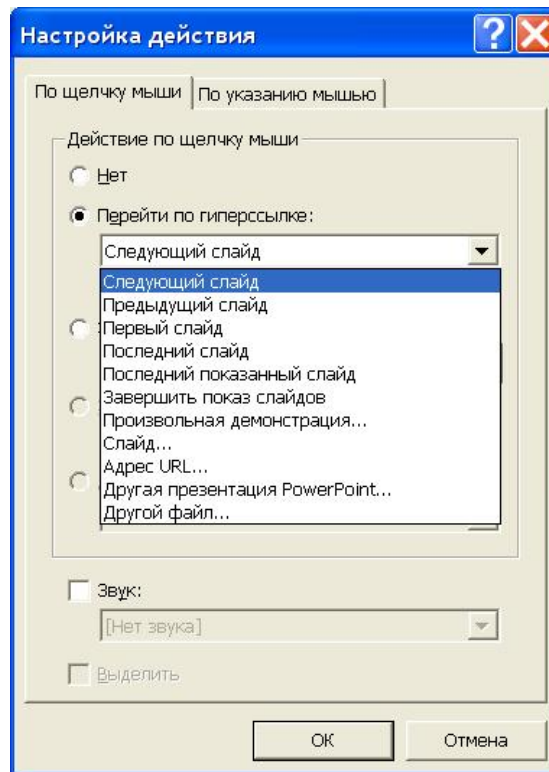 Настройка действия
По щелчку мыши По указанию мышью
Действие по щелчку мыши
Нет
Перейти по гиперссылке:
Следующий слайд
Следующий слайд
Предыдущий слайд
Первый слайд
Последний слайд
Последний показанный слайд
Завершить показ слайдов
Произвольная демонстрация...
Слайд...
Адрес URL...
Другая презентация PowerPoint...
Другой файл...
Звук:
[Нет звука]
Выделить
ОК Отмена